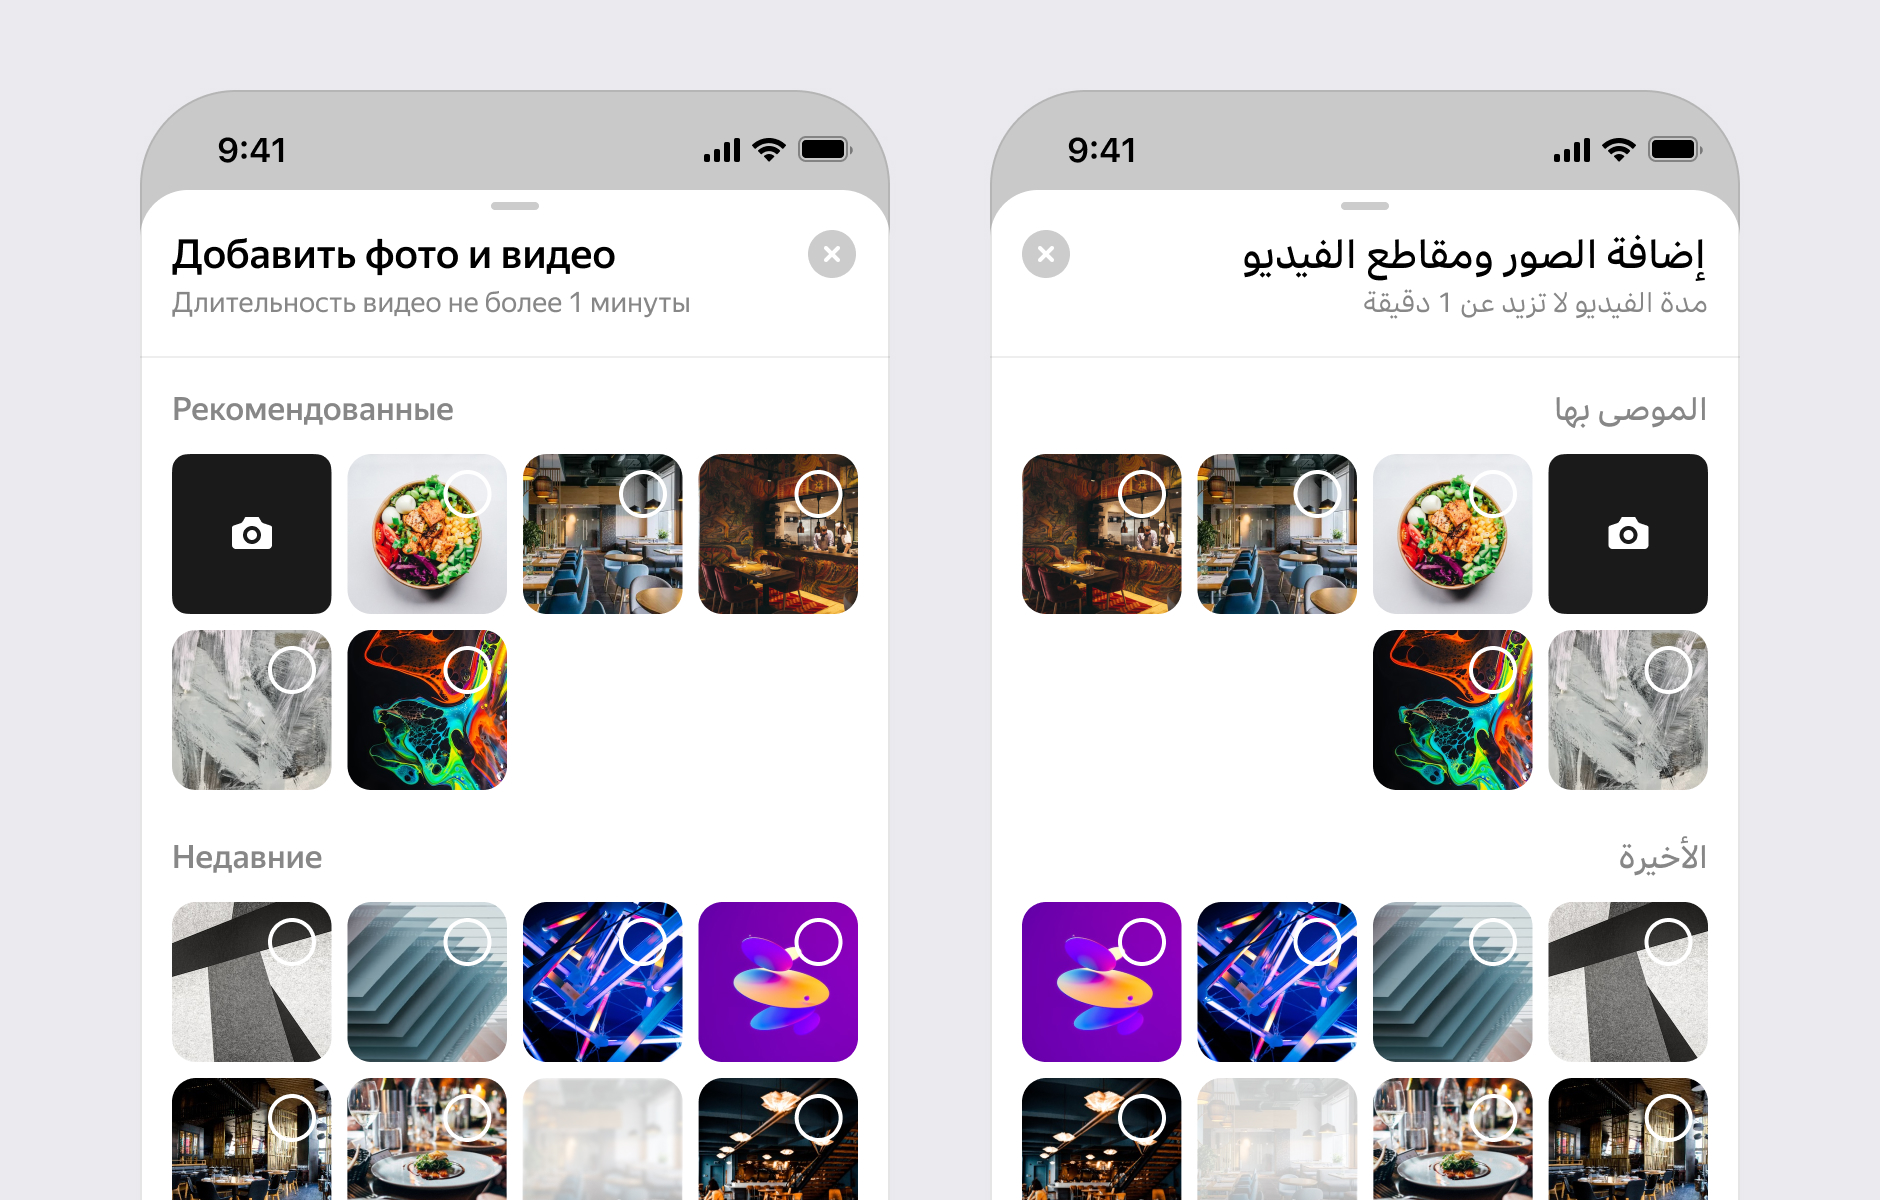 9:41
Добавить фото и видео
Длительность видео не более 1 минуты
Рекомендованные
Недавние
9:41
إضافة الصور ومقاطع الفيديو
مدة الفيديو لا تزيد عن 1 دقيقة
الموصى بها
الأخيرة